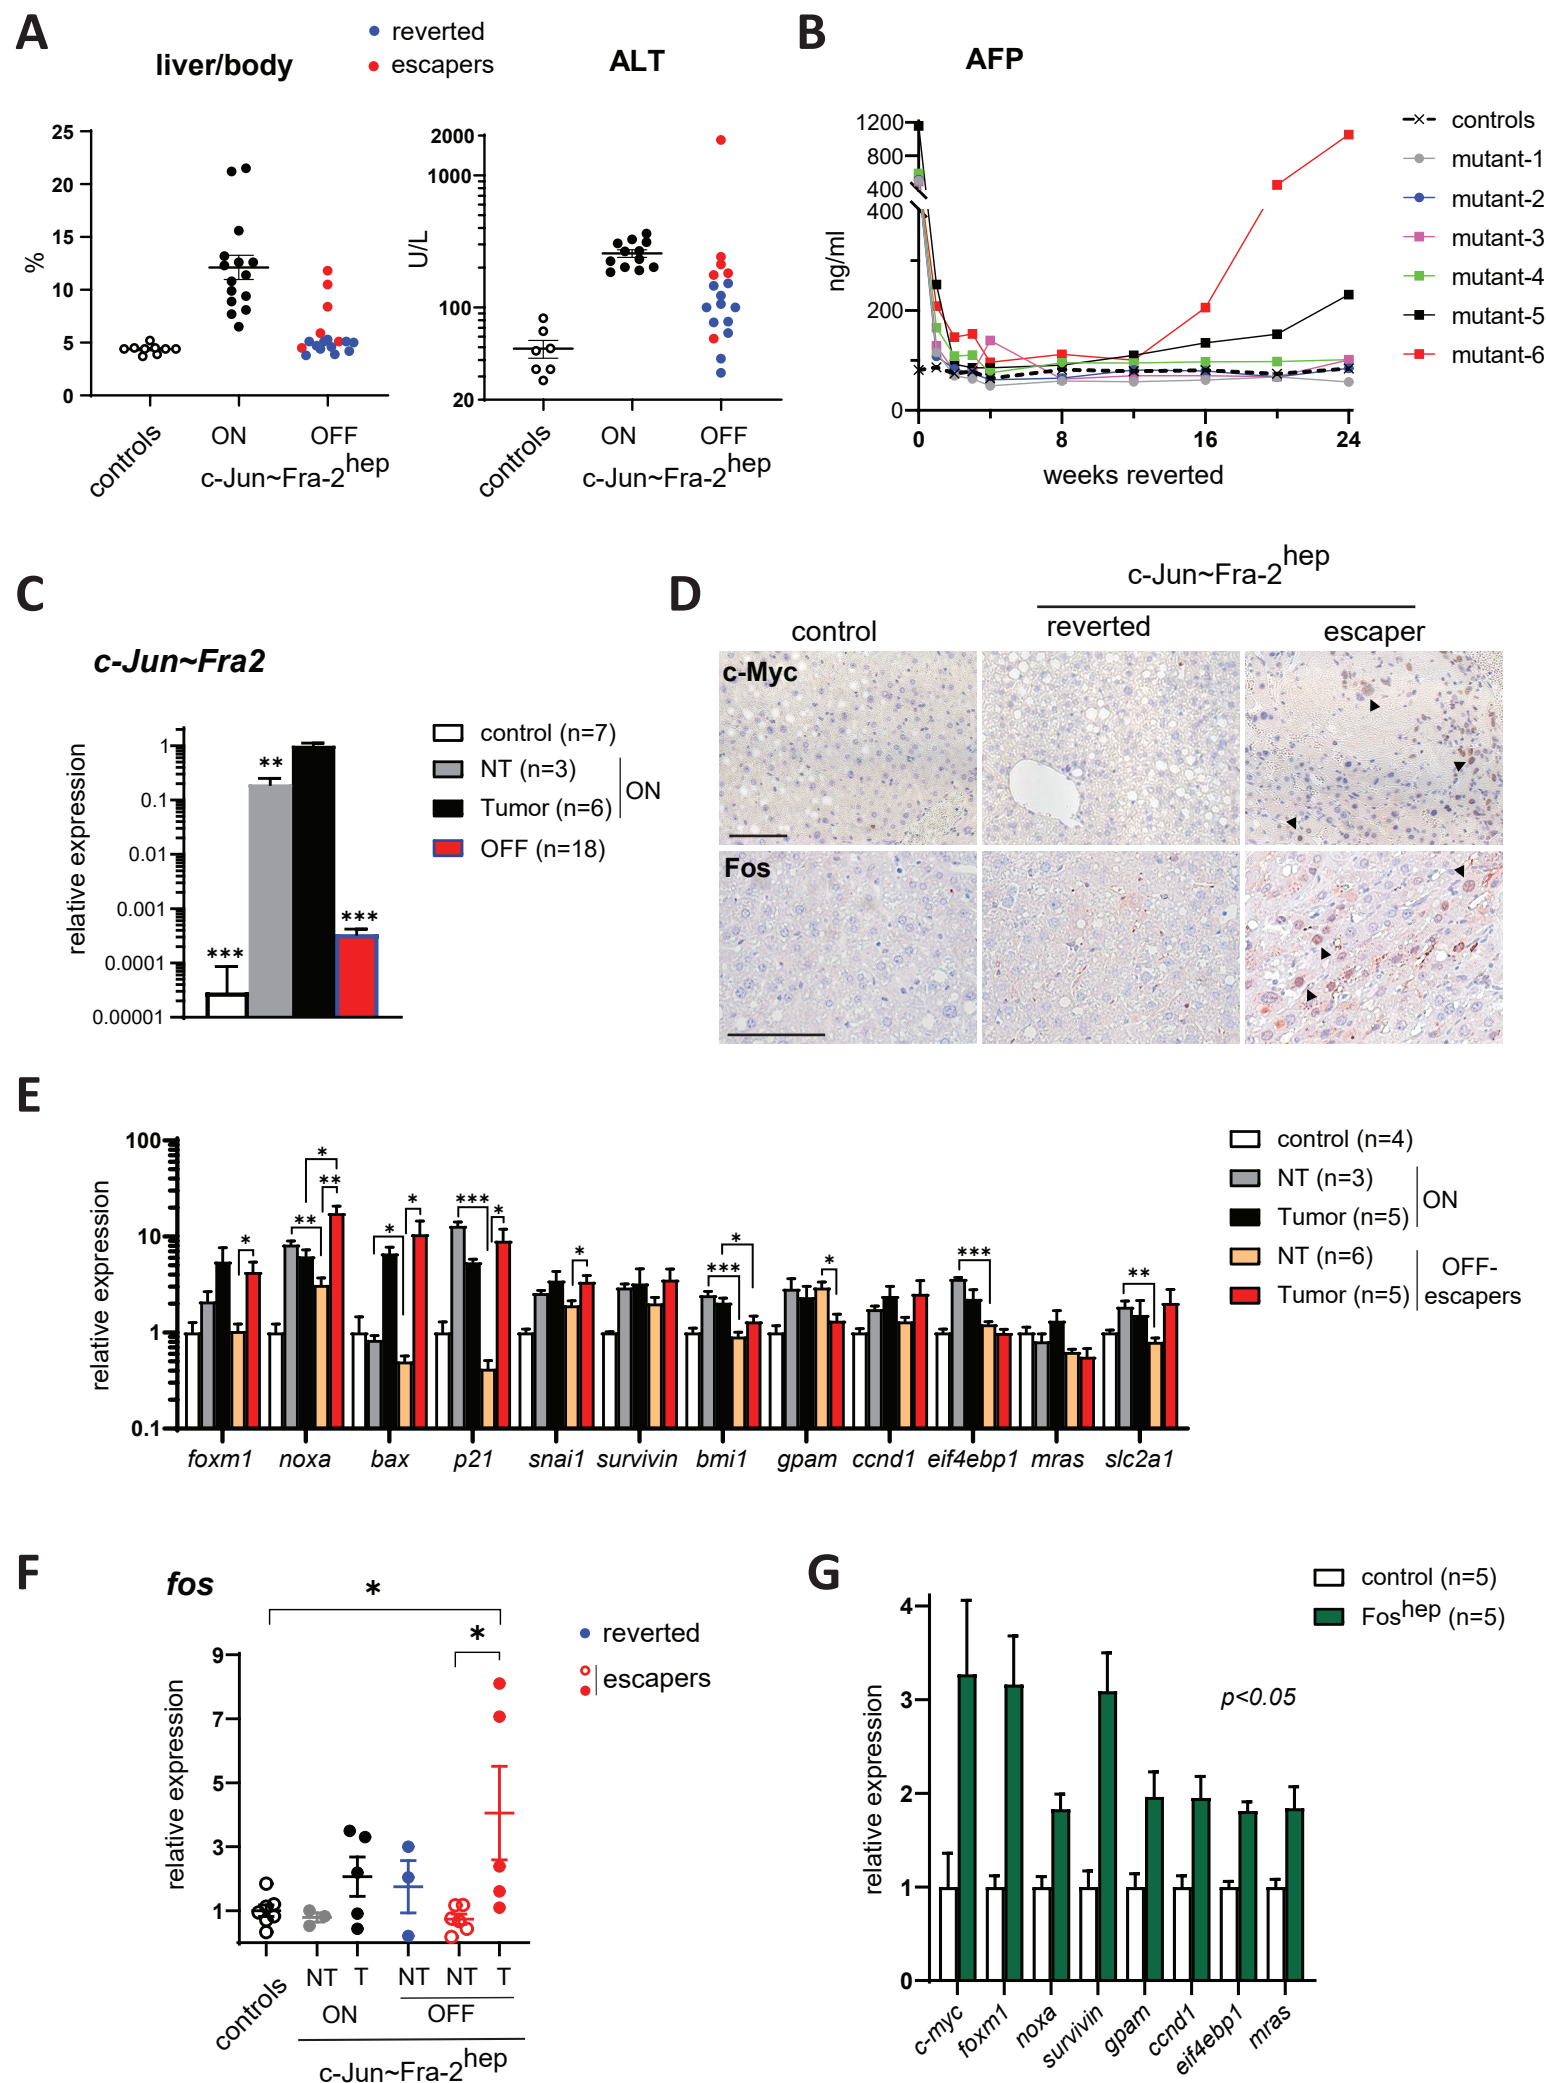 A
liver/body
reverted
escapers
ALT
25
20
15
10
5
0
%
controls
ON
OFF
c-Jun~Fra-2hep
2000
1000
100
20
U/L
controls
ON
OFF
c-Jun~Fra-2hep
B
AFP
1200
800
400
400
200
0
ng/ml
0
8
16
24
weeks reverted
controls
mutant-1
mutant-2
mutant-3
mutant-4
mutant-5
mutant-6
C
c-Jun~Fra2
relative expression
1
0.1
0.01
0.001
0.0001
0.00001
***
**
***
control (n=7)
NT (n=3)
Tumor (n=6)
ON
OFF (n=18)
D
c-Jun~Fra-2hep
control
reverted
escaper
c-Myc
Fos
E
relative expression
100
10
1
0.1
*
**
*
**
*
*
***
*
*
***
*
*
***
**
foxm1
noxa
bax
p21
snai1
survivin
bmi1
gpam
ccnd1
eif4ebp1
mras
slc2a1
control (n=4)
NT (n=3)
Tumor (n=5)
ON
NT (n=6)
Tumor (n=5)
OFF-
escapers
F
fos
*
*
relative expression
9
7
5
3
1
controls
NT
T
NT
NT
T
ON
OFF
c-Jun~Fra-2hep
reverted
escapers
G
relative expression
4
3
2
1
0
p<0.05
c-myc
foxm1
noxa
survivin
gpam
ccnd1
eif4ebp1
mras
control (n=5)
Foshep (n=5)